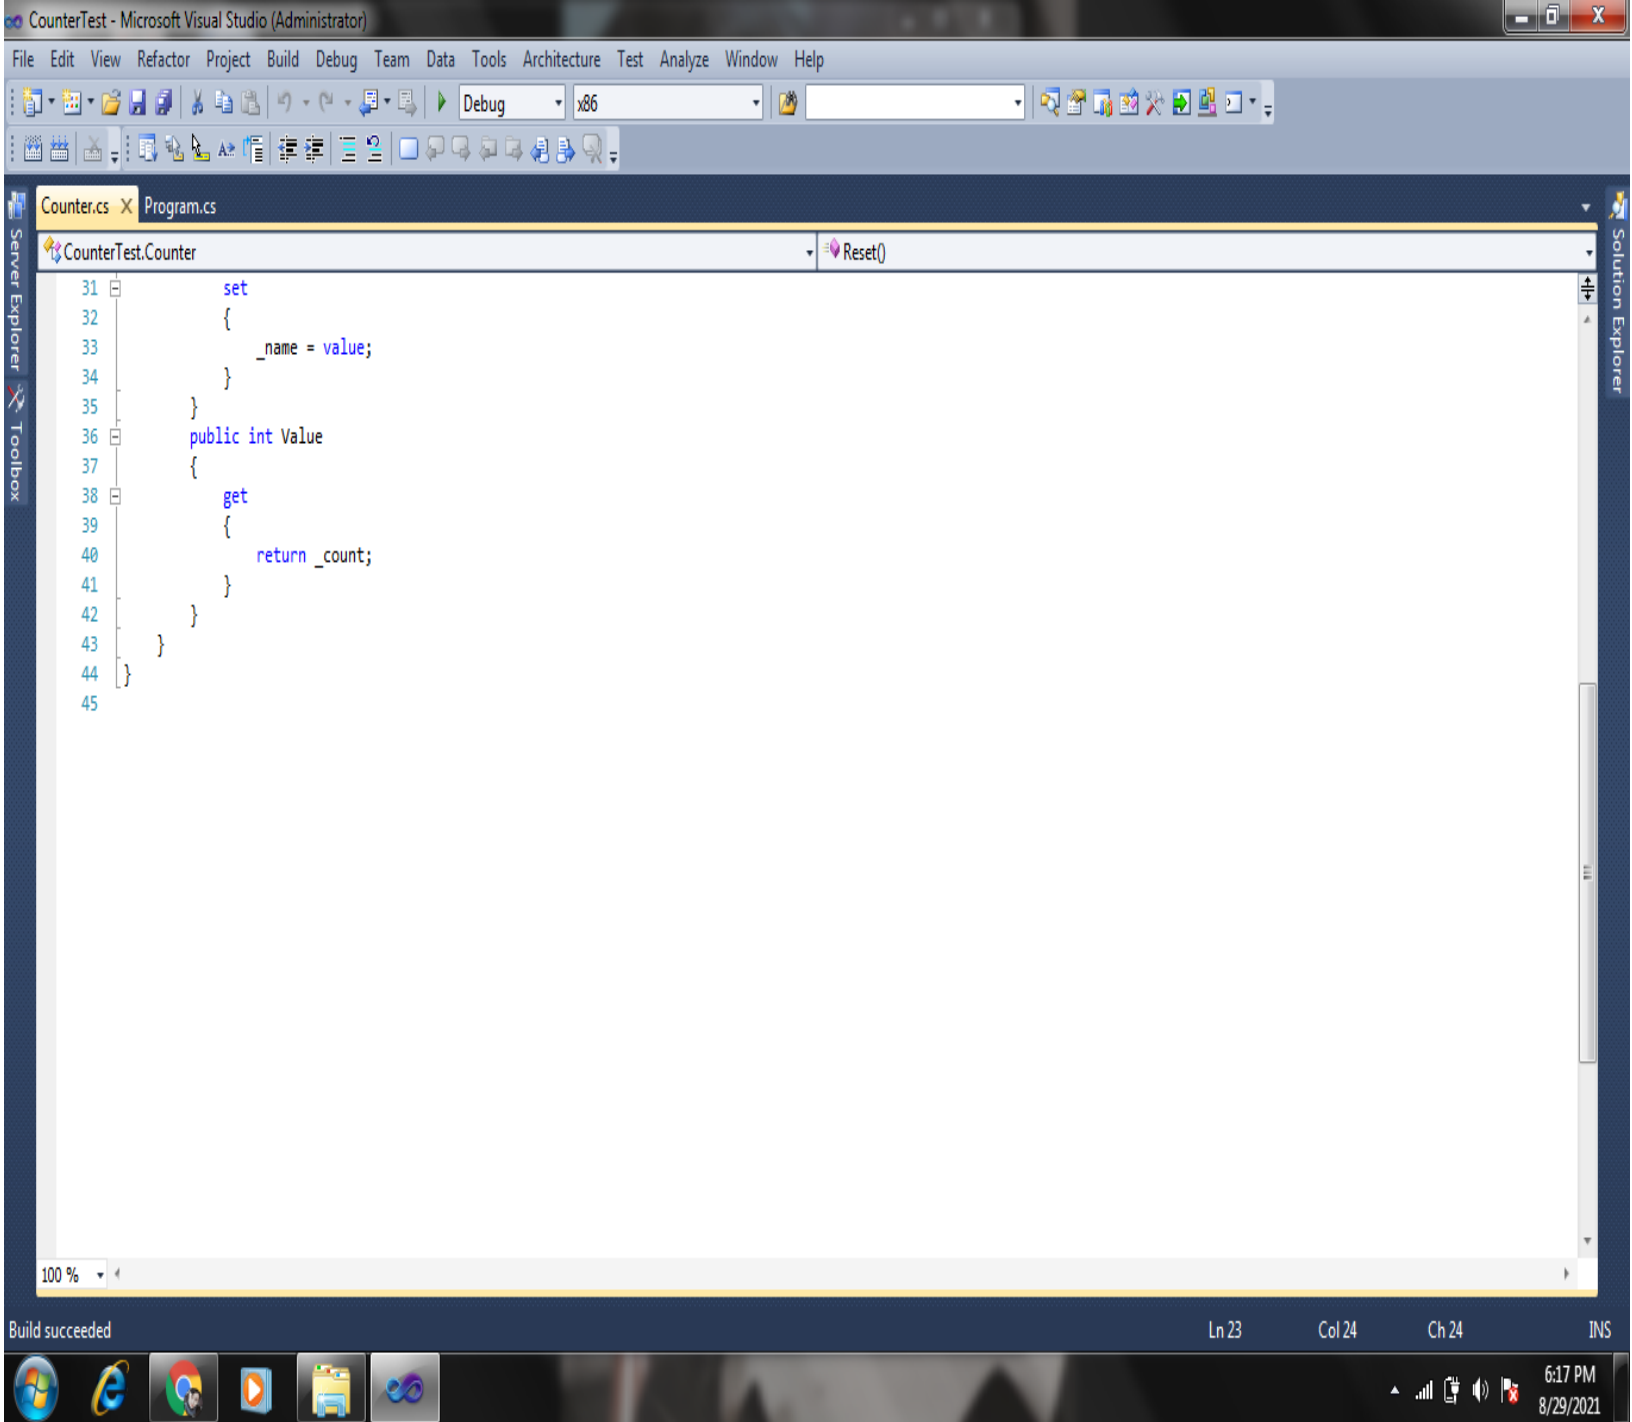 CounterTest - Microsoft Visual Studio (Administrator)
File Edit View Refactor Project Build Debug Team Data Tools Architecture Test Analyze Window Help
Debug x86
Counter.cs X Program.cs
CounterTest.Counter Reset()
31 set
32 {
33 _name = value;
34 }
35 }
36 public int Value
37 {
38 get
39 {
40 return _count;
41 }
42 }
43 }
44 }
45
Server Explorer
Toolbox
Solution Explorer
100 %
Build succeeded Ln 23 Col 24 Ch 24 INS
6:17 PM
8/29/2021